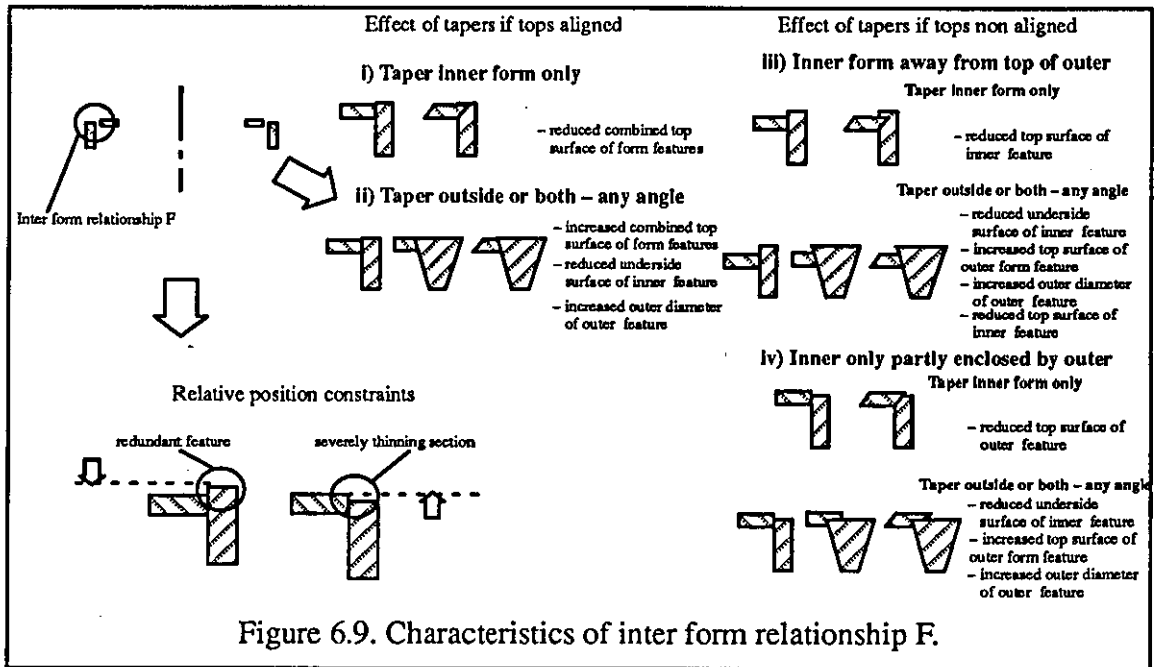 Effect of tapers if tops aligned
i) Taper inner form only
– reduced combined top
surface of form features
Inter form relationship F
ii) Taper outside or both – any angle
– increased combined top
surface of form features
– reduced underside
surface of inner feature
– increased outer diameter
of outer feature
Relative position constraints
redundant feature
severely thinning section
Effect of tapers if tops non aligned
iii) Inner form away from top of outer
Taper inner form only
– reduced top surface of
inner feature
Taper outside or both – any angle
– reduced underside
surface of inner feature
– increased top surface of
outer form feature
– increased outer diameter
of outer feature
– reduced top surface of
inner feature
iv) Inner only partly enclosed by outer
Taper inner form only
– reduced top surface of
outer feature
Taper outside or both – any angle
– reduced underside
surface of inner feature
– increased top surface of
outer form feature
– increased outer diameter
of outer feature
Figure 6.9. Characteristics of inter form relationship F.